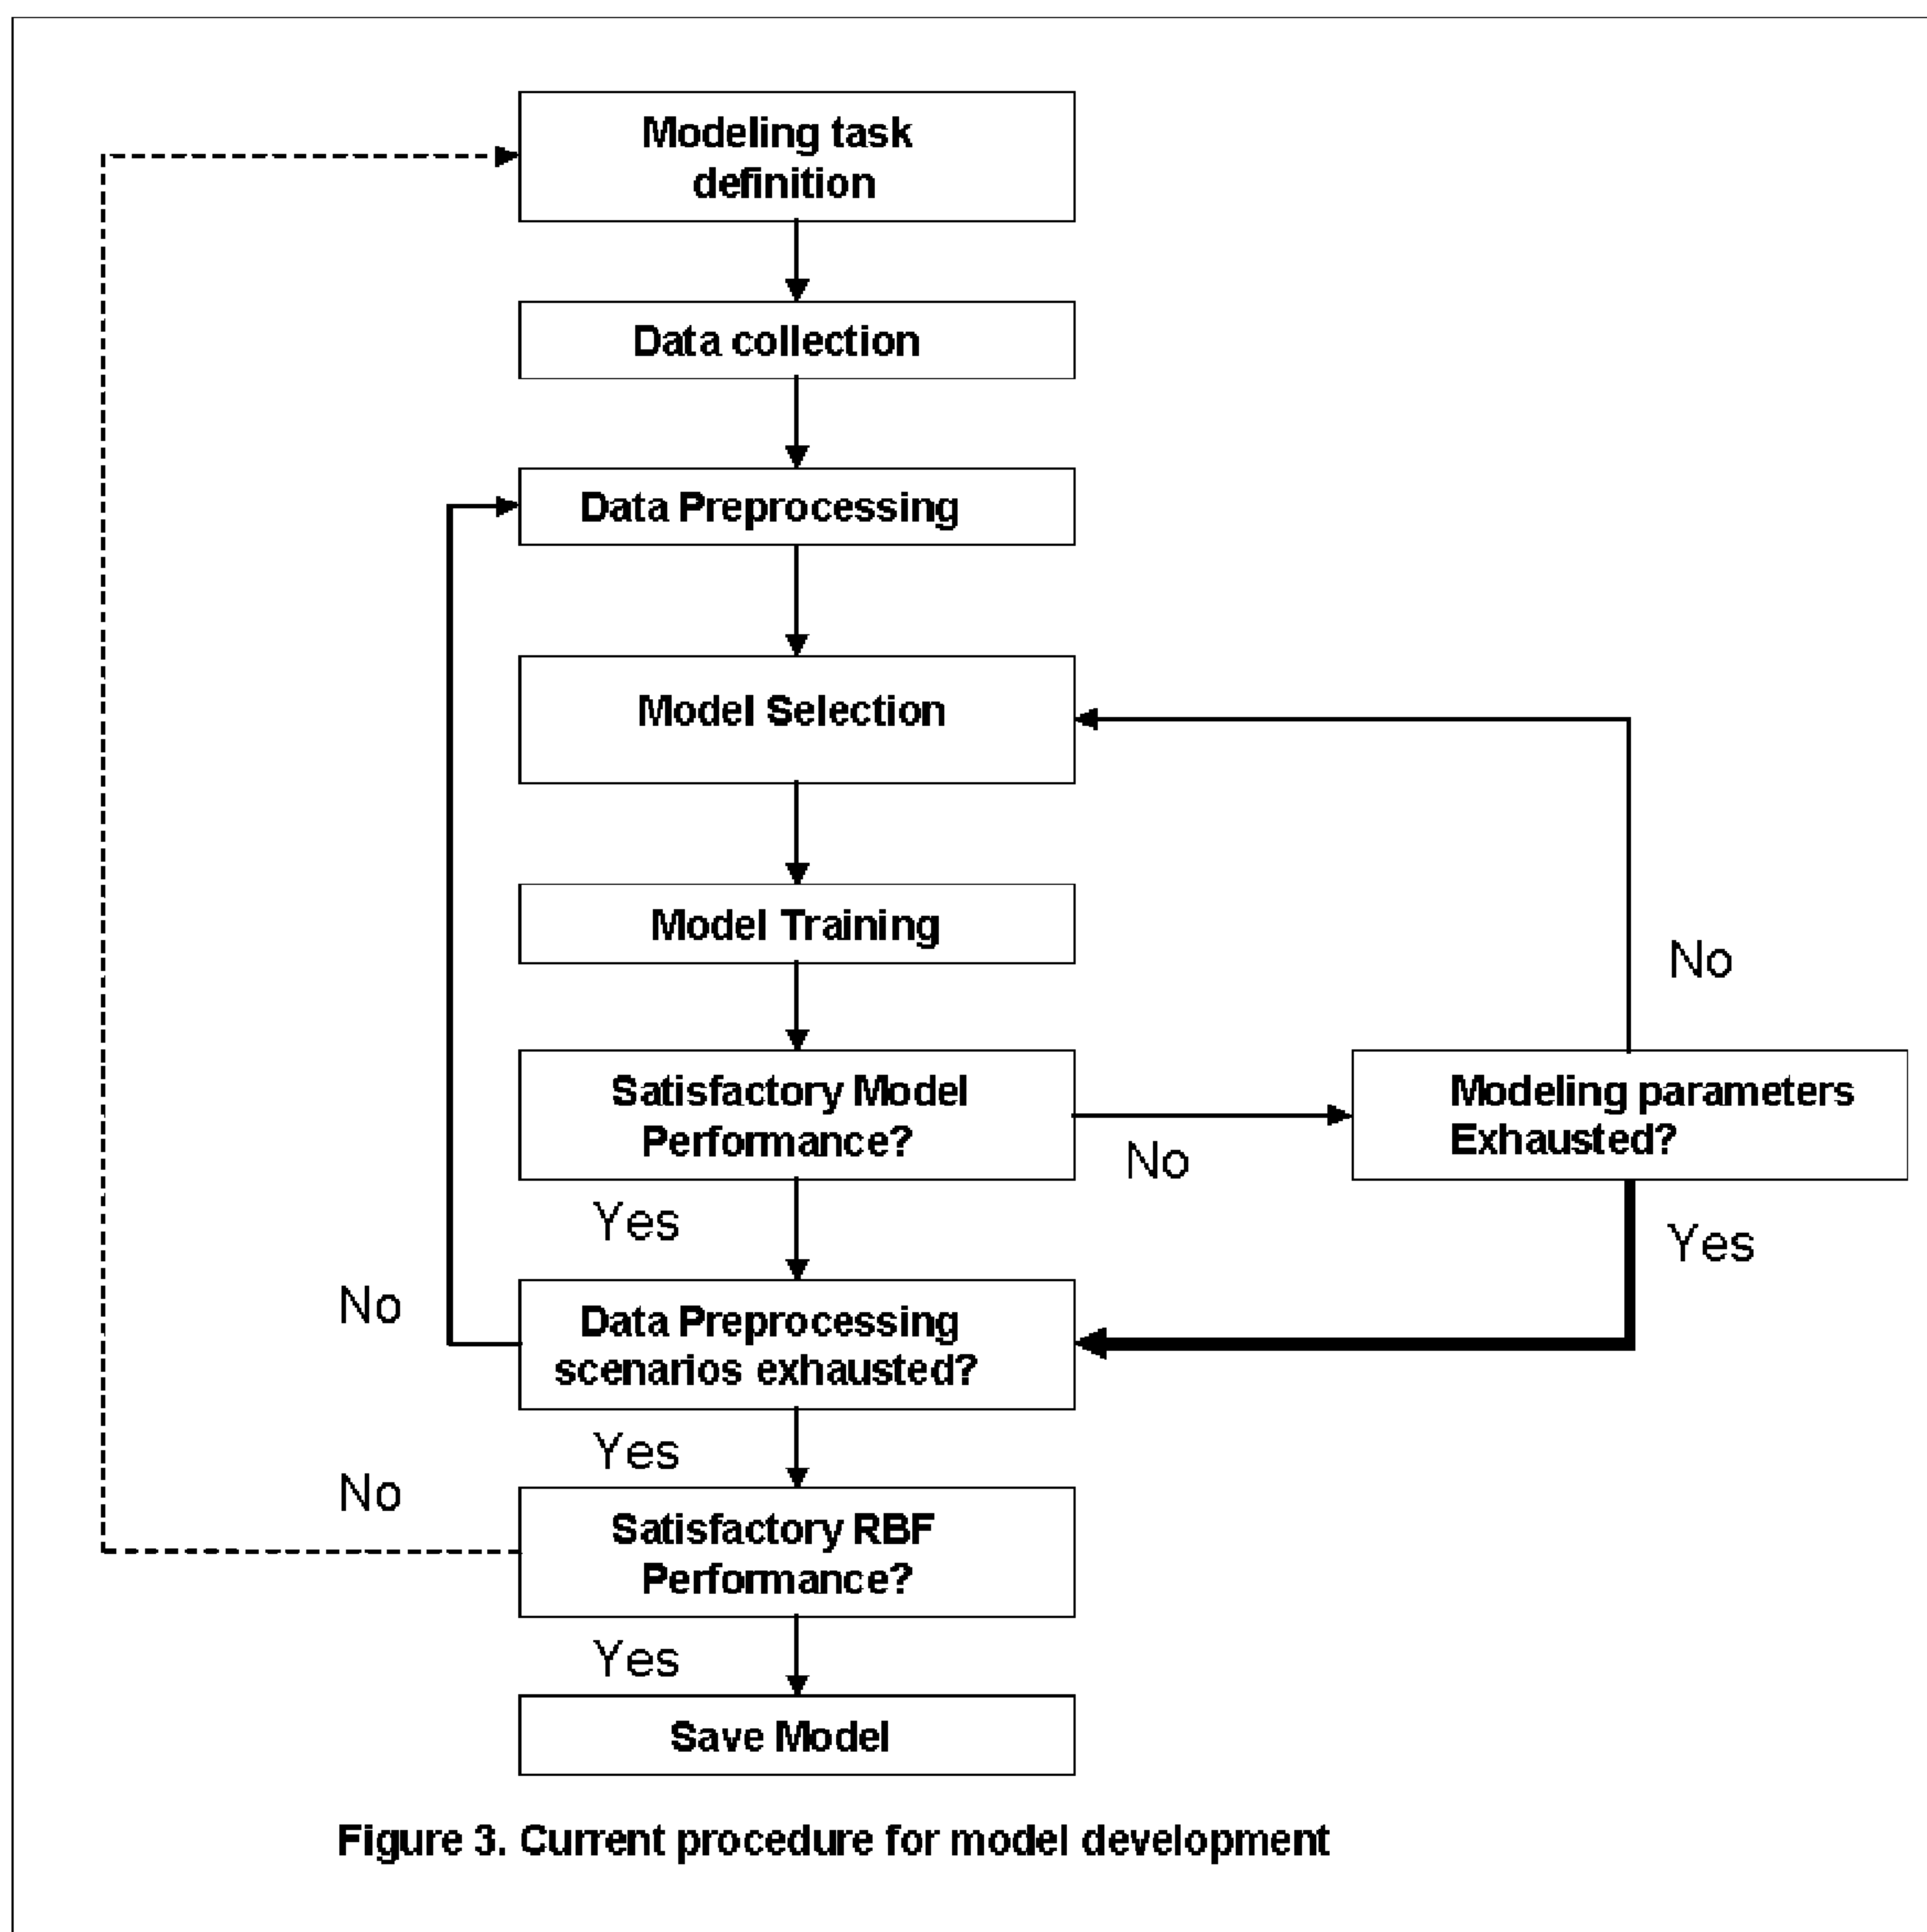 Modeling task
definition
Data collection
Data Preprocessing
Model Selection
Model Training
No
Satisfactory Model
Performance?
No
Modeling parameters
Exhausted?
Yes
Yes
No
Data Preprocessing
scenarios exhausted?
Yes
No
Satisfactory RBF
Performance?
Yes
Save Model
Figure 3. Current procedure for model development